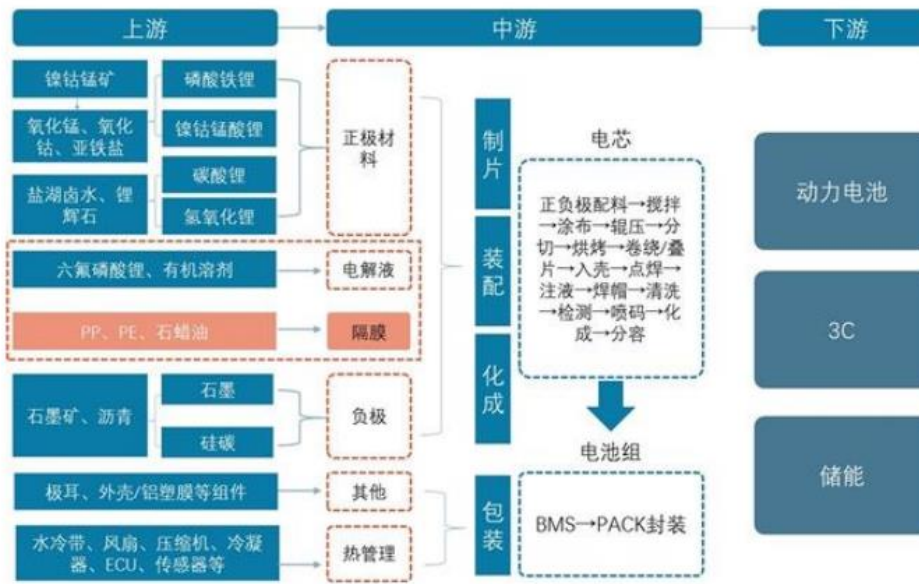 上游
中游
下游
镍钴锰矿
磷酸铁锂
氧化锰、氧化
钴、亚铁盐
镍钴锰酸锂
盐湖卤水、锂
辉石
碳酸锂
氢氧化锂
正极材
料
六氟磷酸锂、有机溶剂
电解液
PP、PE、石蜡油
隔膜
石墨矿、沥青
石墨
硅碳
负极
极耳、外壳/铝塑膜等组件
其他
水冷带、风扇、压缩机、冷凝
器、ECU、传感器等
热管理
制片
装配
化成
包装
电芯
正负极配料→搅拌
→涂布→辊压→分
切→烘烤→卷绕/叠
片→入壳→点焊→
注液→焊帽→清洗
→检测→喷码→化
成→分容
电池组
BMS→PACK封装
动力电池
3C
储能